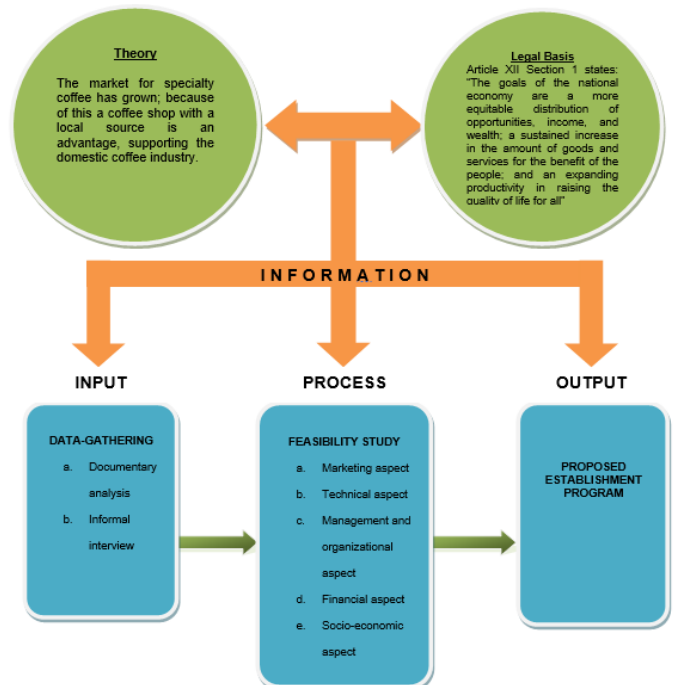 Theory
The market for specialty
coffee has grown; because
of this a coffee shop with a
local source is an
advantage, supporting the
domestic coffee industry.
Legal Basis
Article XII Section 1 states:
"The goals of the national
economy are a more
equitable distribution of
opportunities, income, and
wealth; a sustained increase
in the amount of goods and
services for the benefit of the
people; and an expanding
productivity in raising the
quality of life for all"
INFORMATION
INPUT
PROCESS
OUTPUT
DATA-GATHERING
a. Documentary
analysis
b. Informal
interview
FEASIBILITY STUDY
a. Marketing aspect
b. Technical aspect
c. Management and
organizational
aspect
d. Financial aspect
e. Socio-economic
aspect
PROPOSED
ESTABLISHMENT
PROGRAM